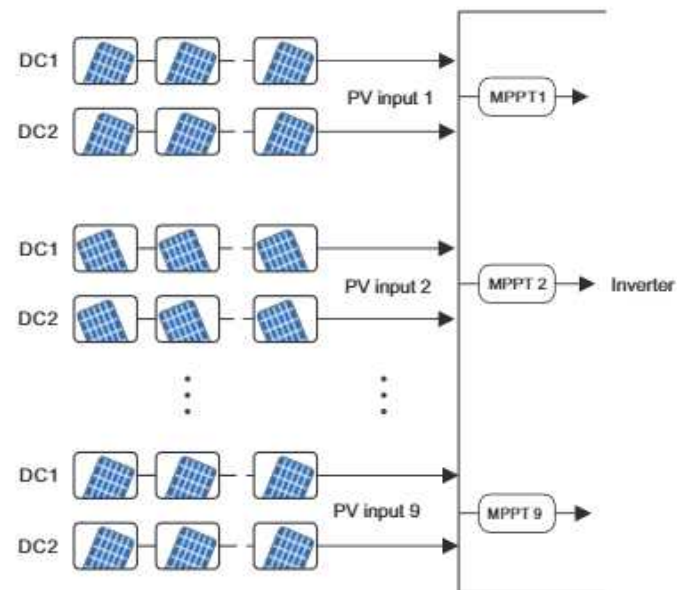 DC1
PV input 1
MPPT1
DC2
DC1
PV input 2
MPPT 2
Inverter
DC2
DC1
PV input 9
MPPT 9
DC2